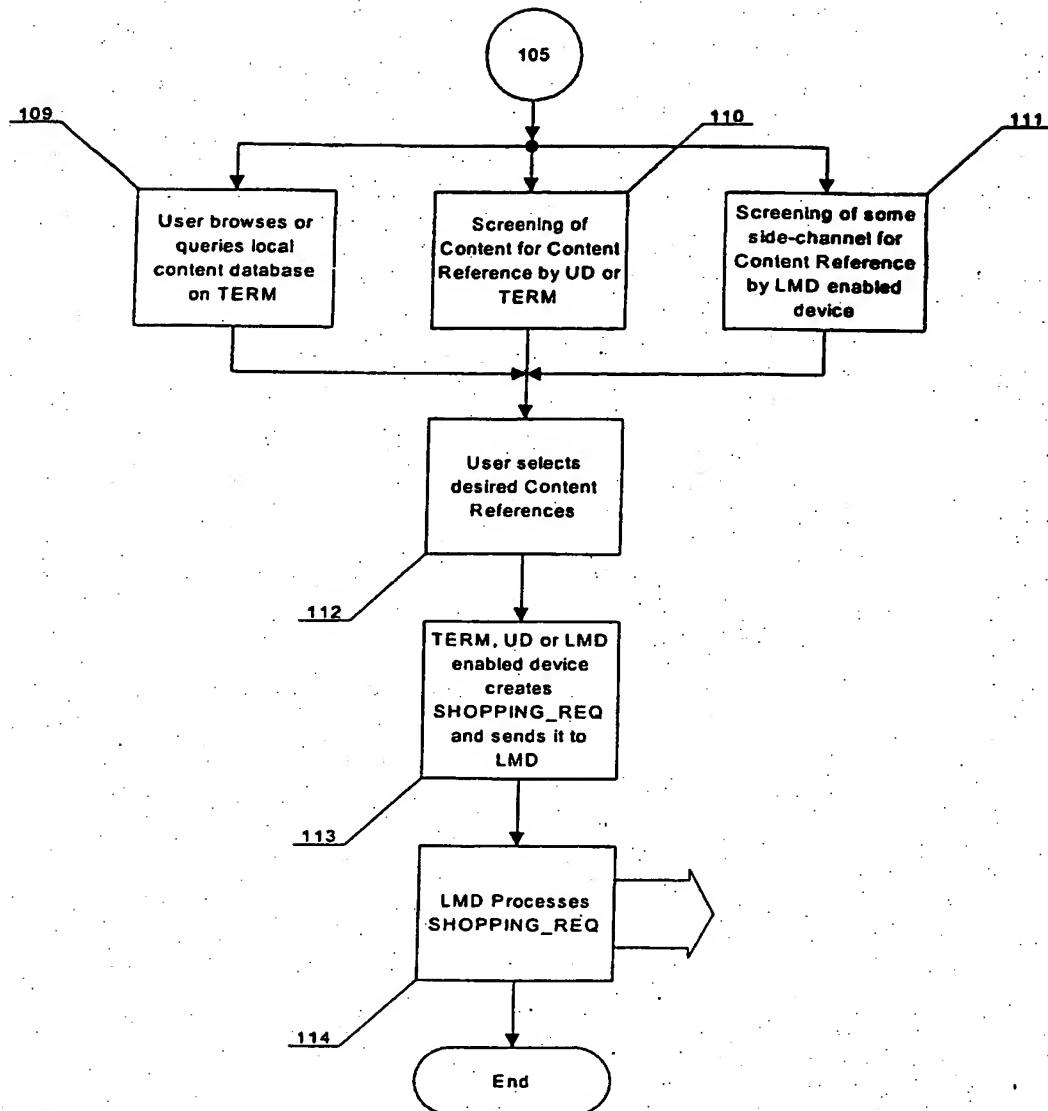 105
109
110
111
User browses or
queries local
content database
on TERM
Screening of
Content for Content
Reference by UD or
TERM
Screening of some
side-channel for
Content Reference
by LMD enabled
device
User selects
desired Content
References
112
TERM, UD or LMD
enabled device
creates
SHOPPING_REQ
and sends it to
LMD
113
LMD Processes
SHOPPING_REQ
114
End